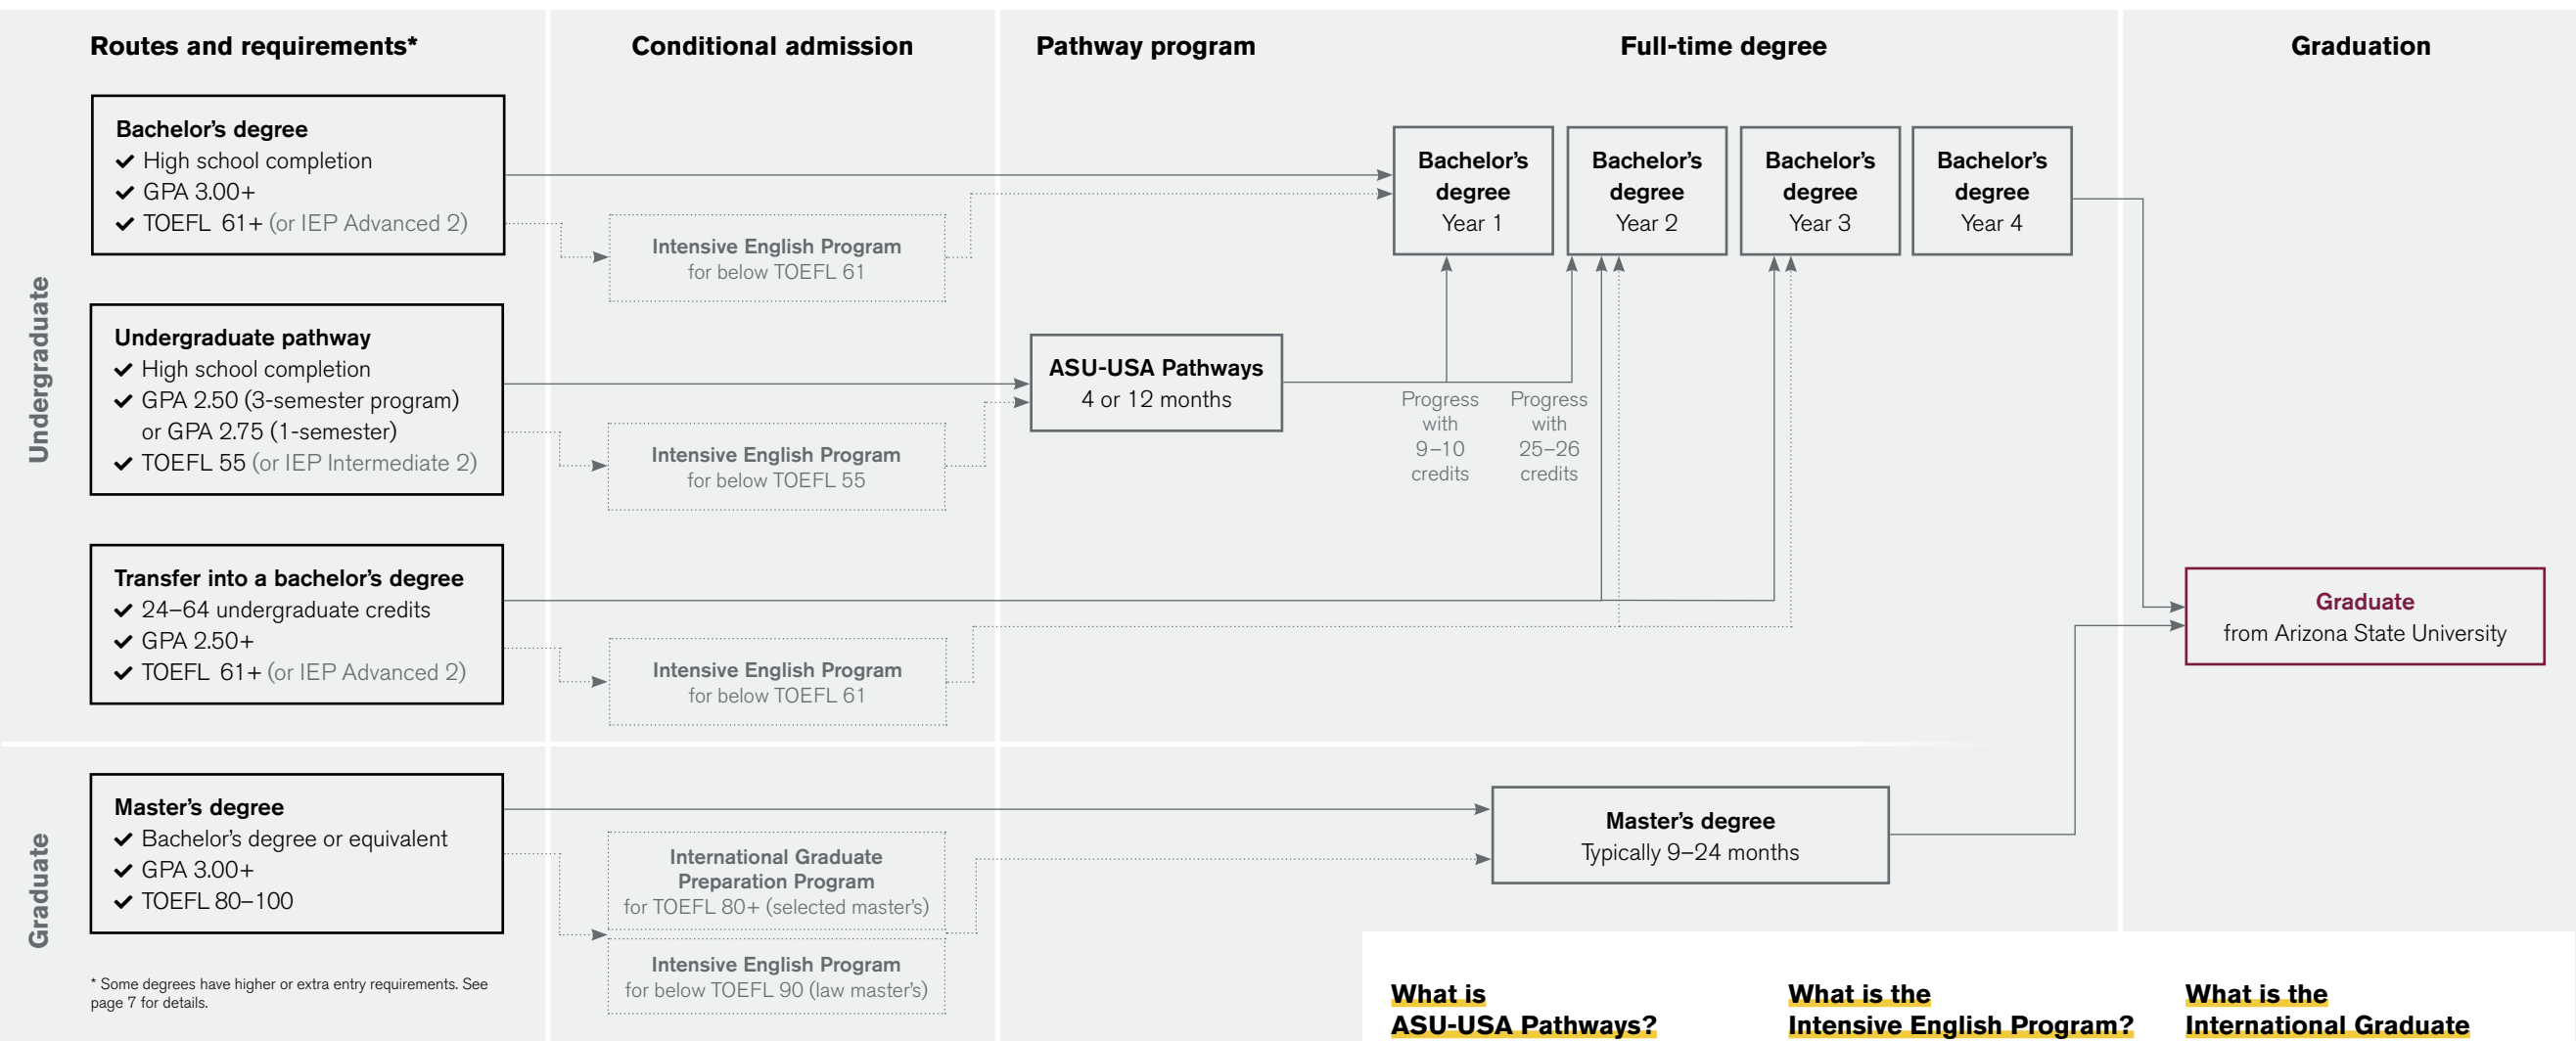 Routes and requirements*
Conditional admission
Pathway program
Full-time degree
Graduation
Undergraduate
Bachelor’s degree
✔ High school completion
✔ GPA 3.00+
✔ TOEFL 61+ (or IEP Advanced 2)
Intensive English Program
for below TOEFL 61
Bachelor’s
degree
Year 1
Bachelor’s
degree
Year 2
Bachelor’s
degree
Year 3
Bachelor’s
degree
Year 4
Undergraduate pathway
✔ High school completion
✔ GPA 2.50 (3-semester program)
or GPA 2.75 (1-semester)
✔ TOEFL 55 (or IEP Intermediate 2)
Intensive English Program
for below TOEFL 55
ASU-USA Pathways
4 or 12 months
Progress
with
9–10
credits
Progress
with
25–26
credits
Transfer into a bachelor’s degree
✔ 24–64 undergraduate credits
✔ GPA 2.50+
✔ TOEFL 61+ (or IEP Advanced 2)
Intensive English Program
for below TOEFL 61
Graduate
from Arizona State University
Graduate
Master’s degree
✔ Bachelor’s degree or equivalent
✔ GPA 3.00+
✔ TOEFL 80–100
International Graduate
Preparation Program
for TOEFL 80+ (selected master’s)
Intensive English Program
for below TOEFL 90 (law master’s)
Master’s degree
Typically 9–24 months
* Some degrees have higher or extra entry requirements. See
page 7 for details.
What is
ASU-USA Pathways?
What is the
Intensive English Program?
What is the
International Graduate